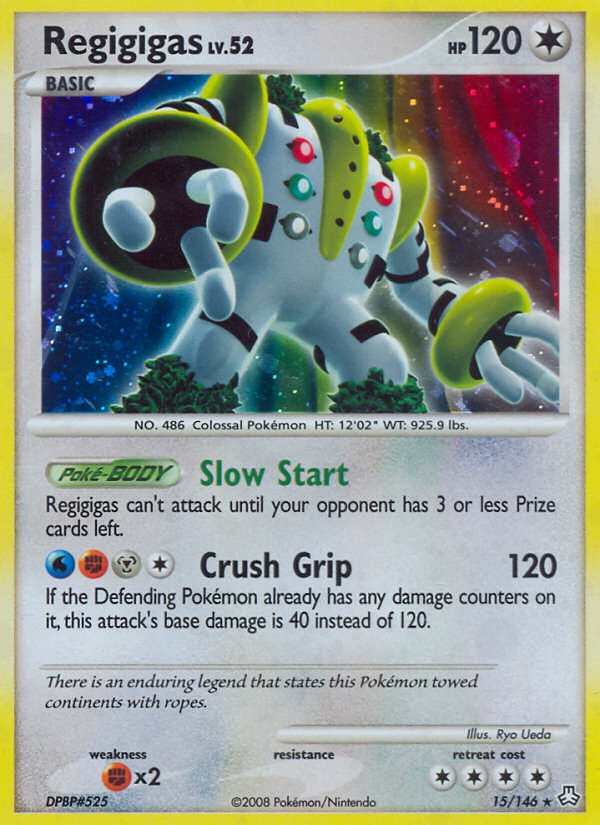 Regigigas LV.52 HP 120
BASIC
NO. 486 Colossal Pokémon HT: 12'02" WT: 925.9 lbs.
Poké-BODY Slow Start
Regigigas can't attack until your opponent has 3 or less Prize
cards left.
Crush Grip 120
If the Defending Pokémon already has any damage counters on
it, this attack's base damage is 40 instead of 120.
There is an enduring legend that states this Pokémon towed
continents with ropes.
Illus. Ryo Ueda
weakness resistance retreat cost
x2
DPBP#525 ©2008 Pokémon/Nintendo 15/146 ★